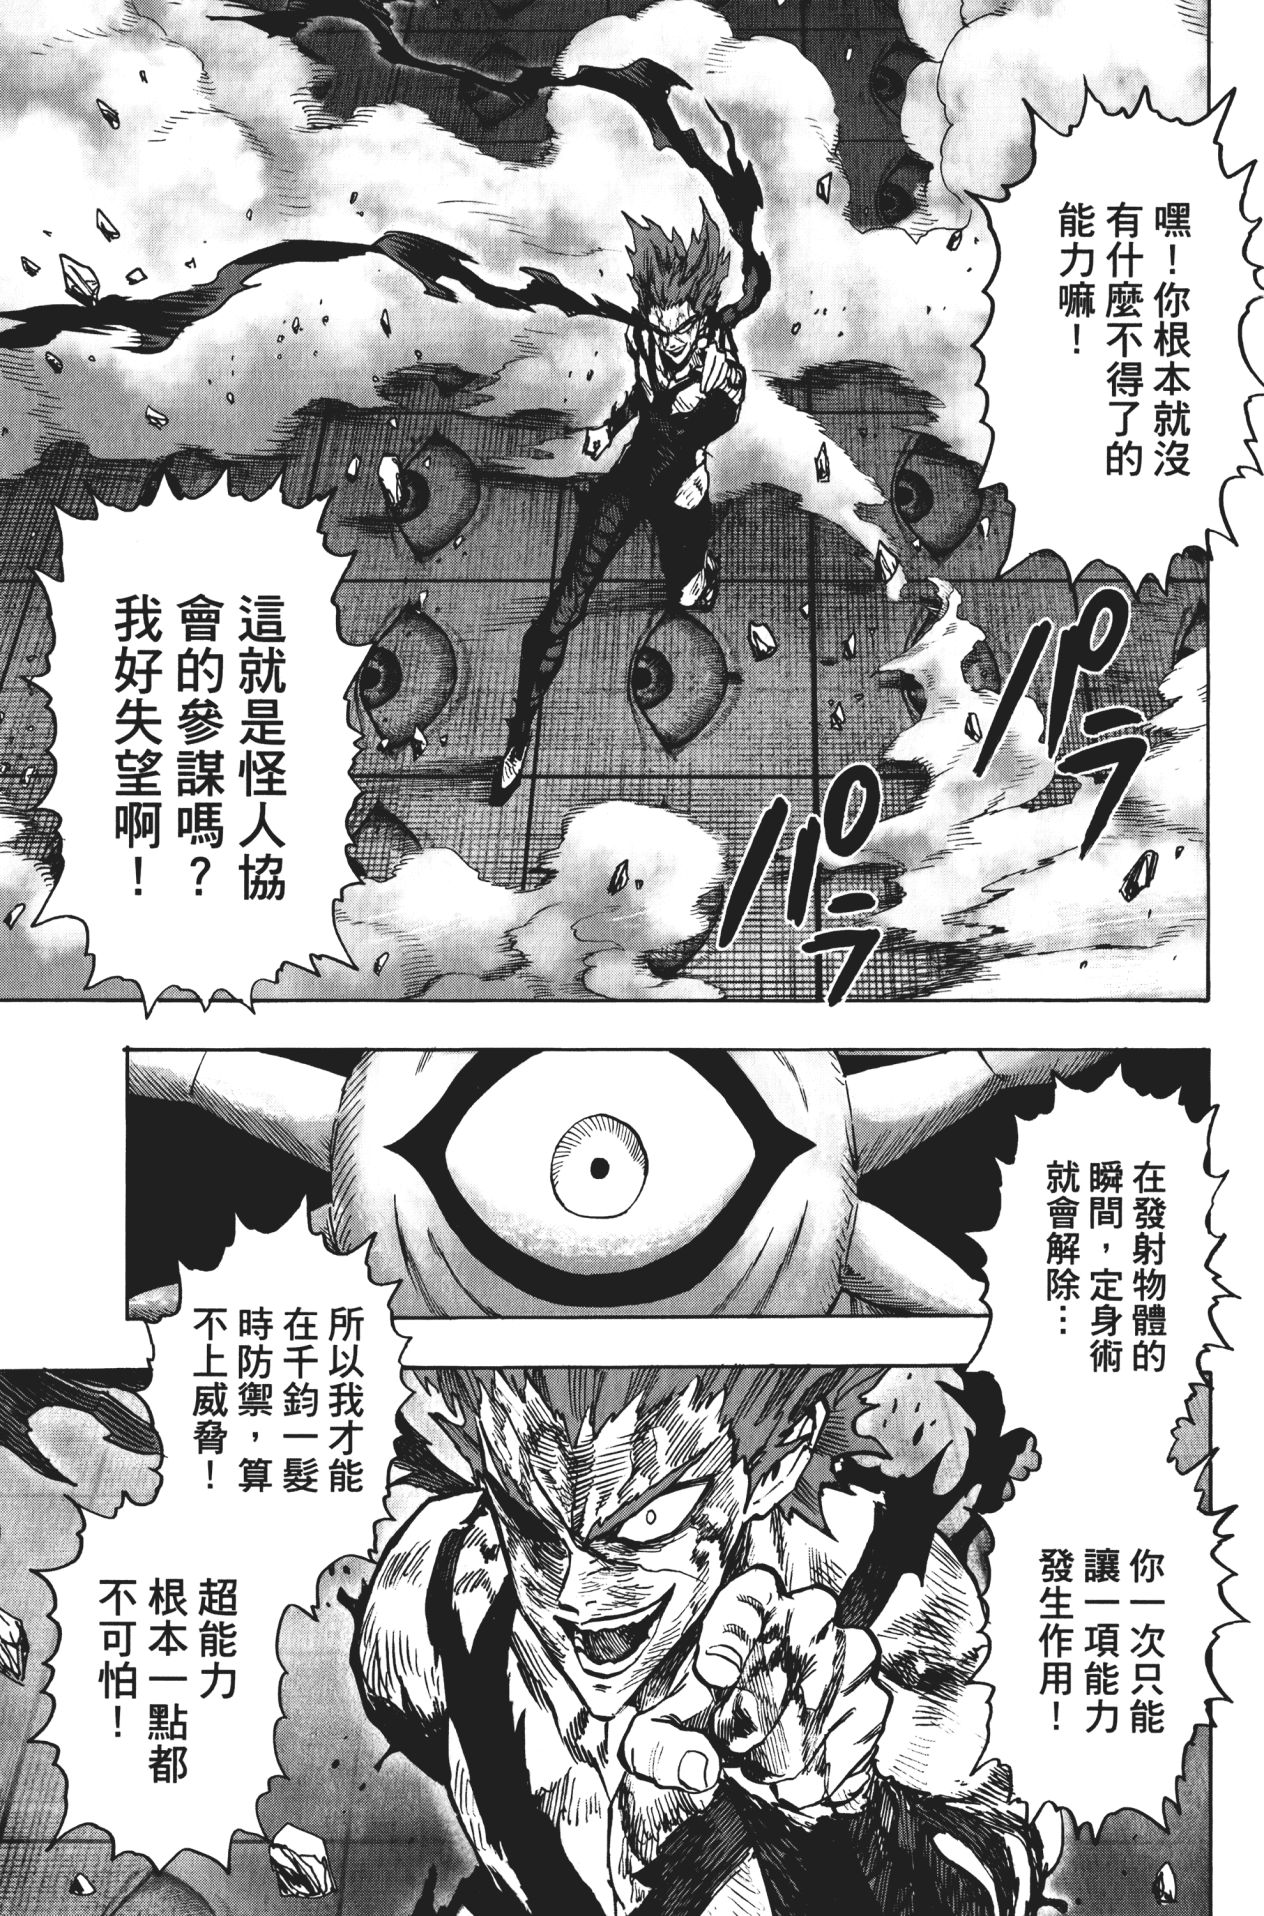 嘿！你根本就沒
有什麼不得了的
能力嘛！
這就是怪人協
會的參謀嗎？
我好失望啊！
パラ
パラ
在發射物體的
瞬間，定身術
就會解除…
你一次只能
讓一項能力
發生作用！
所以我才能
在千鈞一髮
時防禦，算
不上威脅！
超能力
根本一點都
不可怕！